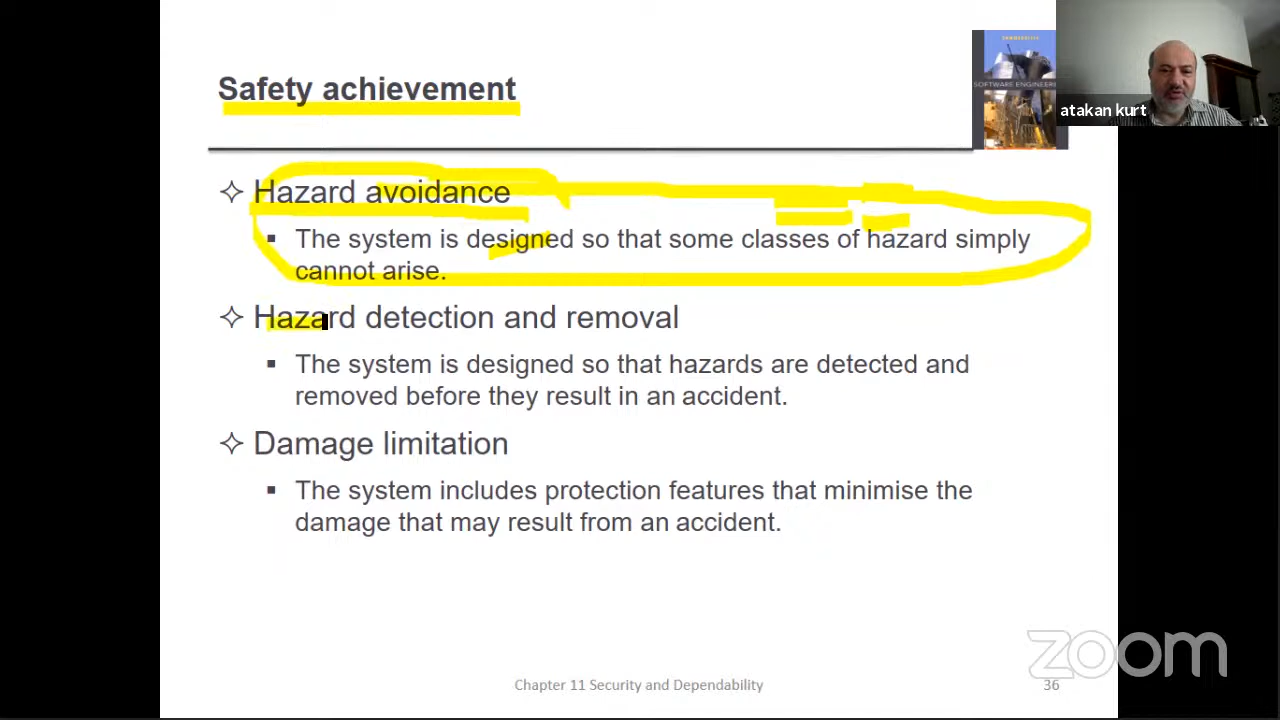 Safety achievement
SOFTWARE ENGINEERI
atakan kurt
✧ Hazard avoidance
▪ The system is designed so that some classes of hazard simply
cannot arise.
✧ Hazard detection and removal
▪ The system is designed so that hazards are detected and
removed before they result in an accident.
✧ Damage limitation
▪ The system includes protection features that minimise the
damage that may result from an accident.
zoom
Chapter 11 Security and Dependability
36